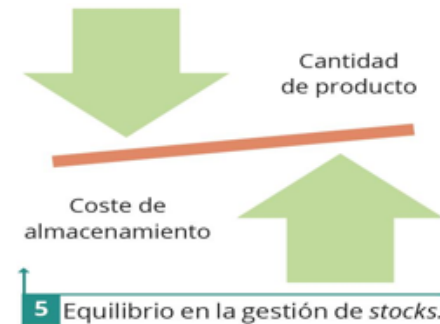 Cantidad
de producto
Coste de
almacenamiento
5 Equilibrio en la gestión de stocks.